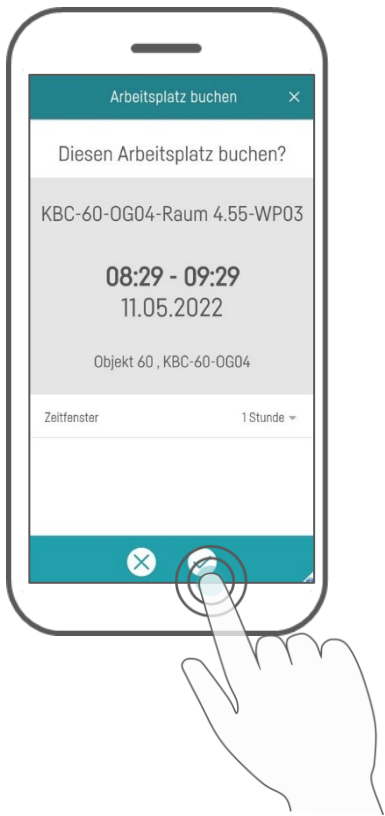 Arbeitsplatz buchen
Diesen Arbeitsplatz buchen?
KBC-60-OG04-Raum 4.55-WP03
08:29 - 09:29
11.05.2022
Objekt 60 , KBC-60-OG04
Zeitfenster 1 Stunde